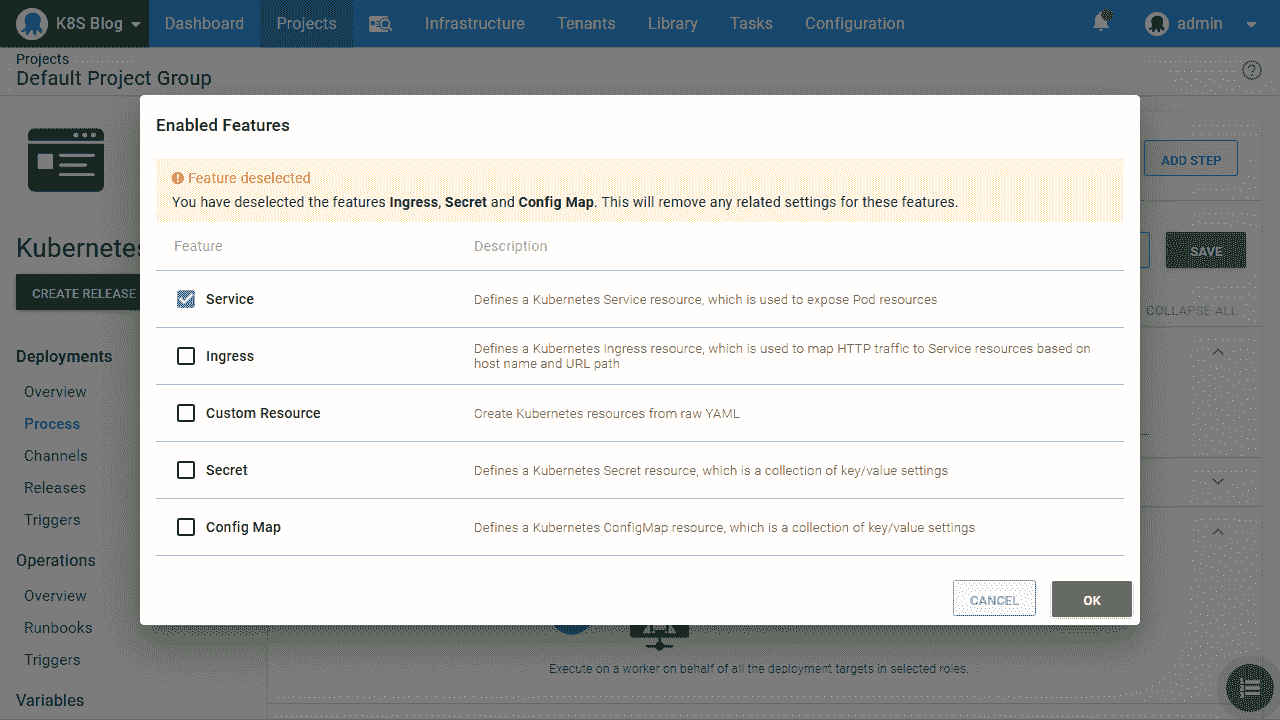 K8S Blog
Dashboard
Projects
Infrastructure
Tenants
Library
Tasks
Configuration
admin
Projects
Default Project Group
ADD STEP
Kubernetes
SAVE
CREATE RELEASE
COLLAPSE ALL
Deployments
Overview
Process
Channels
Releases
Triggers
Operations
Overview
Runbooks
Triggers
Variables
Enabled Features
Feature deselected
You have deselected the features Ingress, Secret and Config Map. This will remove any related settings for these features.
Feature Description
Service Defines a Kubernetes Service resource, which is used to expose Pod resources
Ingress Defines a Kubernetes Ingress resource, which is used to map HTTP traffic to Service resources based on
host name and URL path
Custom Resource Create Kubernetes resources from raw YAML
Secret Defines a Kubernetes Secret resource, which is a collection of key/value settings
Config Map Defines a Kubernetes ConfigMap resource, which is a collection of key/value settings
CANCEL
OK
Execute on a worker on behalf of all the deployment targets in selected roles.